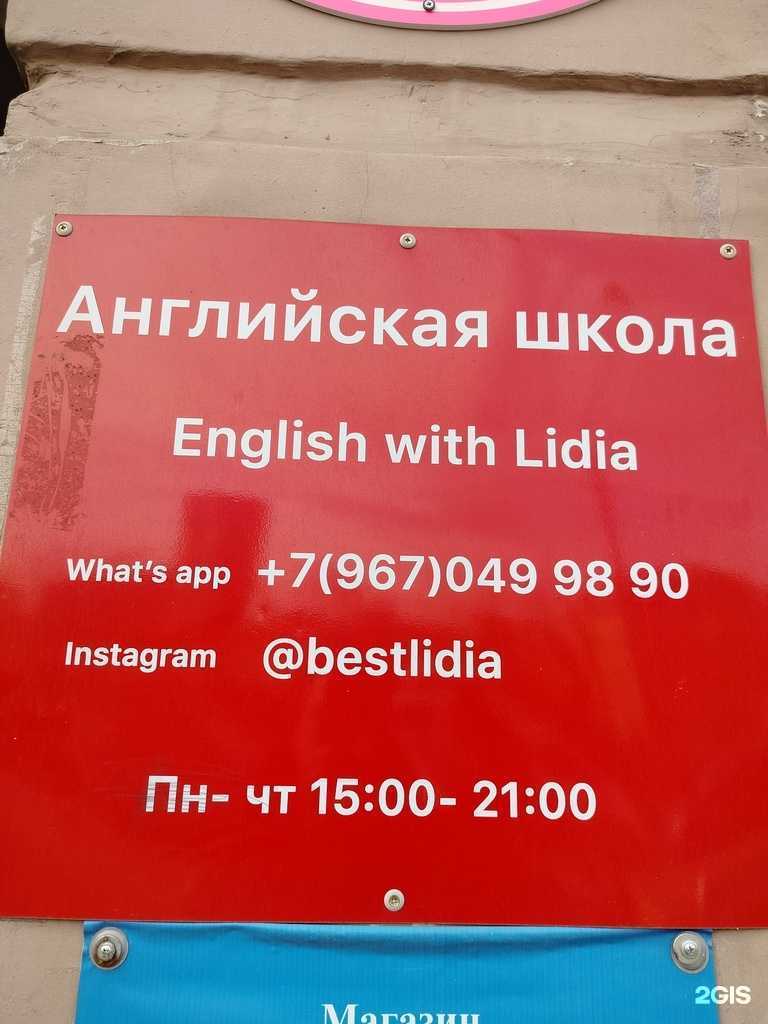 Английская школа
English with Lidia
What's app +7(967)049 98 90
Instagram @bestlidia
Пн- чт 15:00- 21:00
Магазин
2GIS